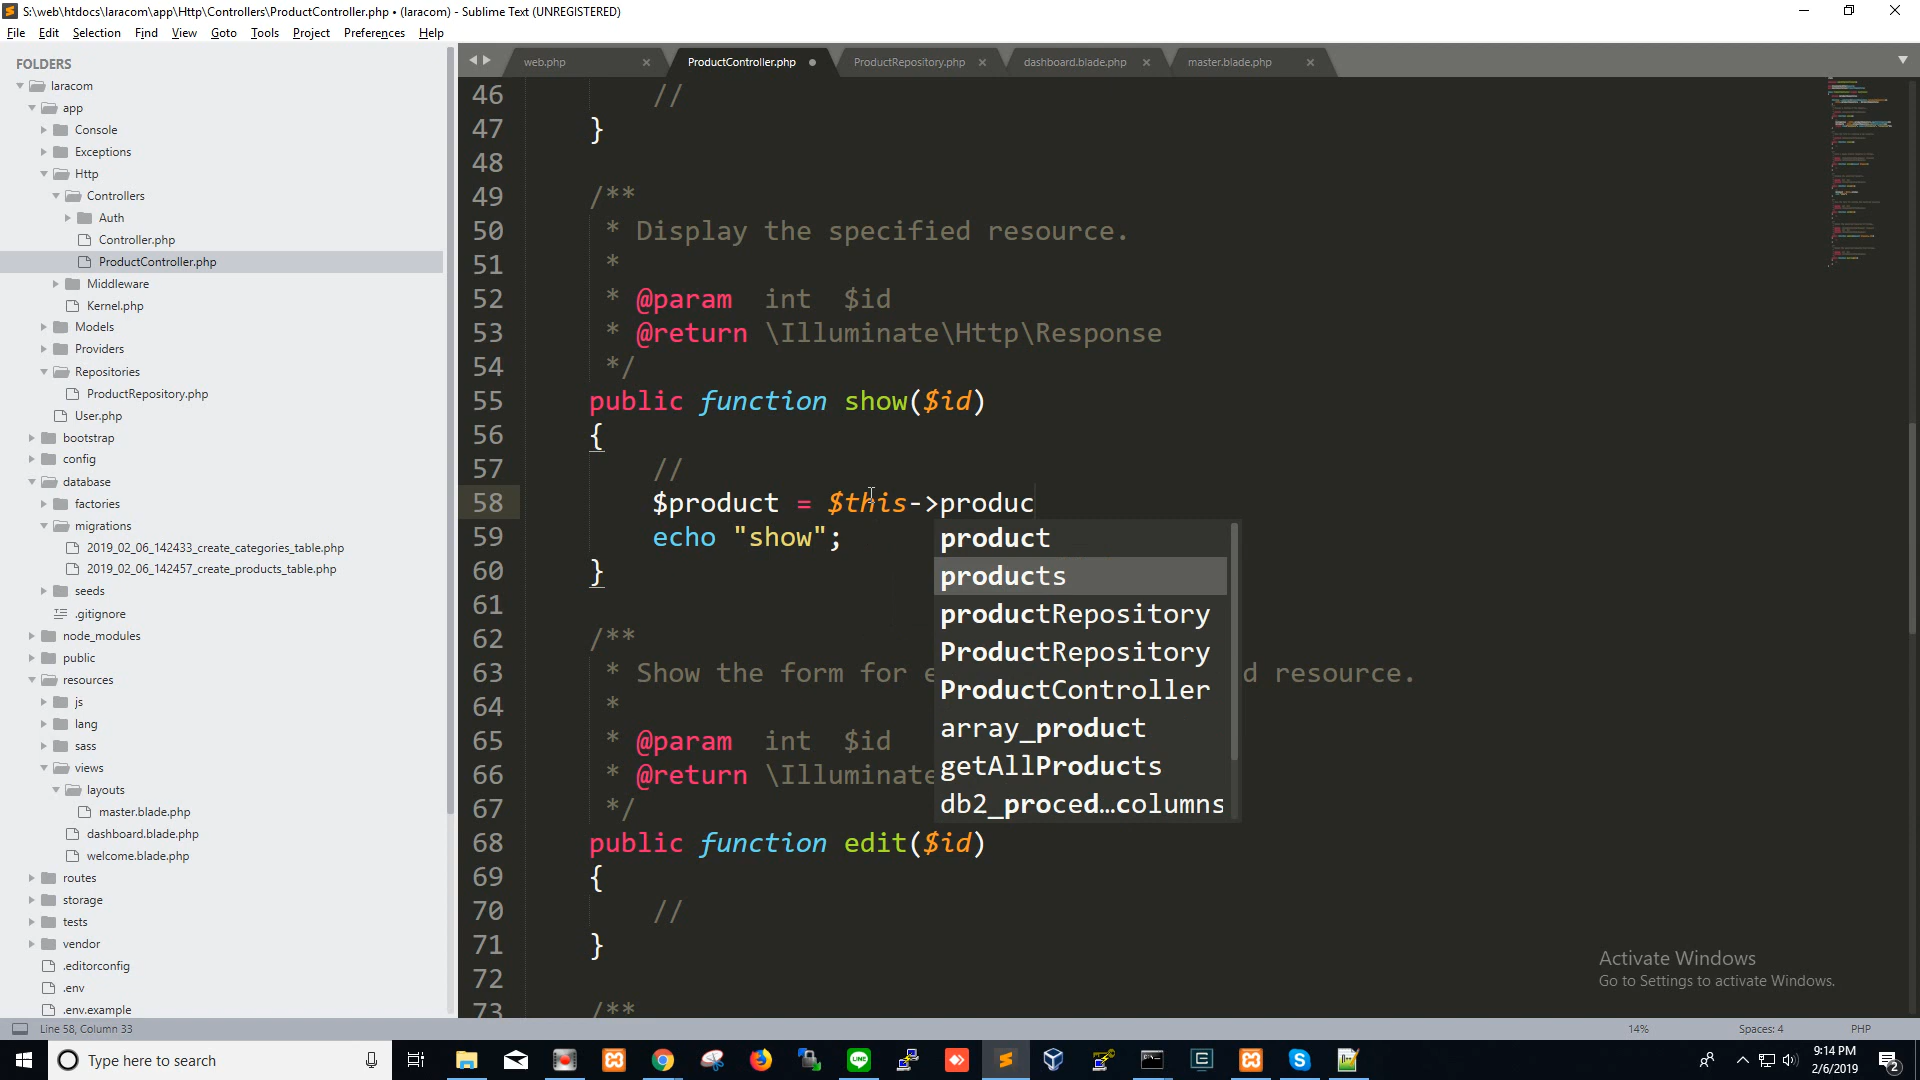 S:\web\htdocs\laracom\app\Http\Controllers\ProductController.php • (laracom) - Sublime Text (UNREGISTERED)
File Edit Selection Find View Goto Tools Project Preferences Help
FOLDERS
laracom
app
Console
Exceptions
Http
Controllers
Auth
Controller.php
ProductController.php
Middleware
Kernel.php
Models
Providers
Repositories
ProductRepository.php
User.php
bootstrap
config
database
factories
migrations
2019_02_06_142433_create_categories_table.php
2019_02_06_142457_create_products_table.php
seeds
.gitignore
node_modules
public
resources
js
lang
sass
views
layouts
master.blade.php
dashboard.blade.php
welcome.blade.php
routes
storage
tests
vendor
.editorconfig
.env
.env.example
web.php ProductController.php ProductRepository.php dashboard.blade.php master.blade.php
46 //
47 }
48
49 /**
50 * Display the specified resource.
51 *
52 * @param int $id
53 * @return \Illuminate\Http\Response
54 */
55 public function show($id)
56 {
57 //
58 $product = $this->produc
59 echo "show";
60 }
61
62 /**
63 * Show the form for e d resource.
64 *
65 * @param int $id
66 * @return \Illuminate
67 */
68 public function edit($id)
69 {
70 //
71 }
72
73 /**
product
products
productRepository
ProductRepository
ProductController
array_product
getAllProducts
db2_proced…columns
Activate Windows
Go to Settings to activate Windows.
Line 58, Column 33 14% Spaces: 4 PHP
Type here to search
9:14 PM
2/6/2019
2